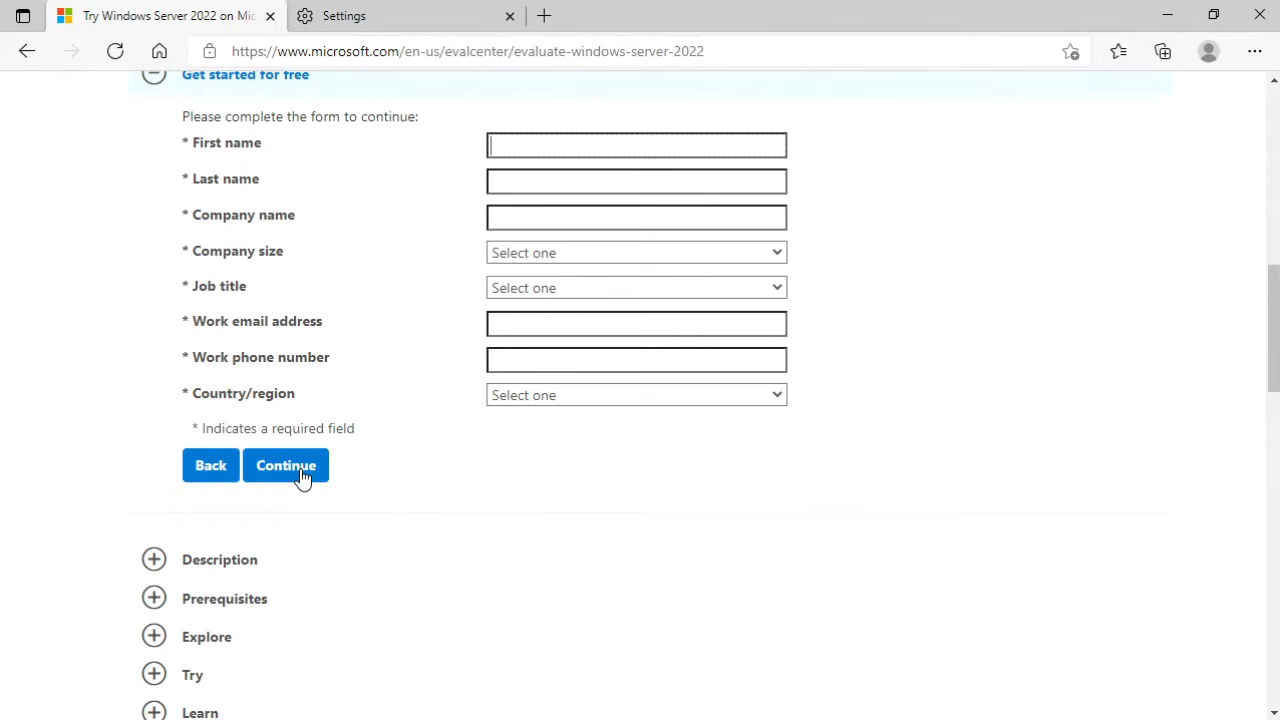 Try Windows Server 2022 on Mic
Settings
https://www.microsoft.com/en-us/evalcenter/evaluate-windows-server-2022
Get started for free
Please complete the form to continue:
* First name
* Last name
* Company name
* Company size Select one
* Job title Select one
* Work email address
* Work phone number
* Country/region Select one
* Indicates a required field
Back Continue
Description
Prerequisites
Explore
Try
Learn